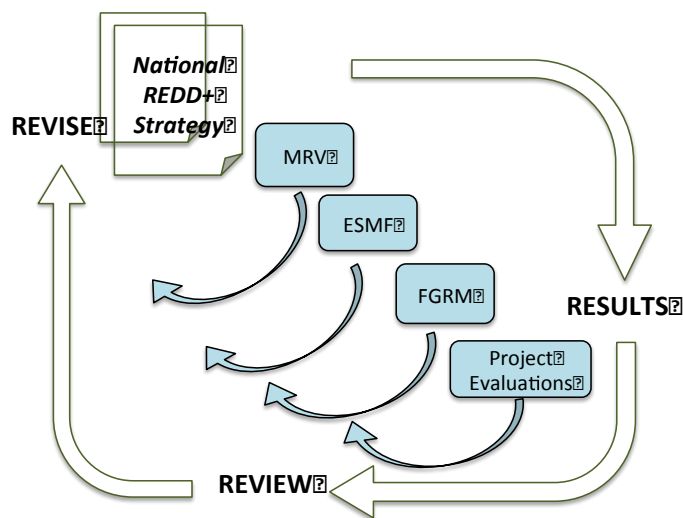 National
REDD+
Strategy
REVISE
MRV
ESMF
FGRM
RESULTS
Project
Evaluations
REVIEW